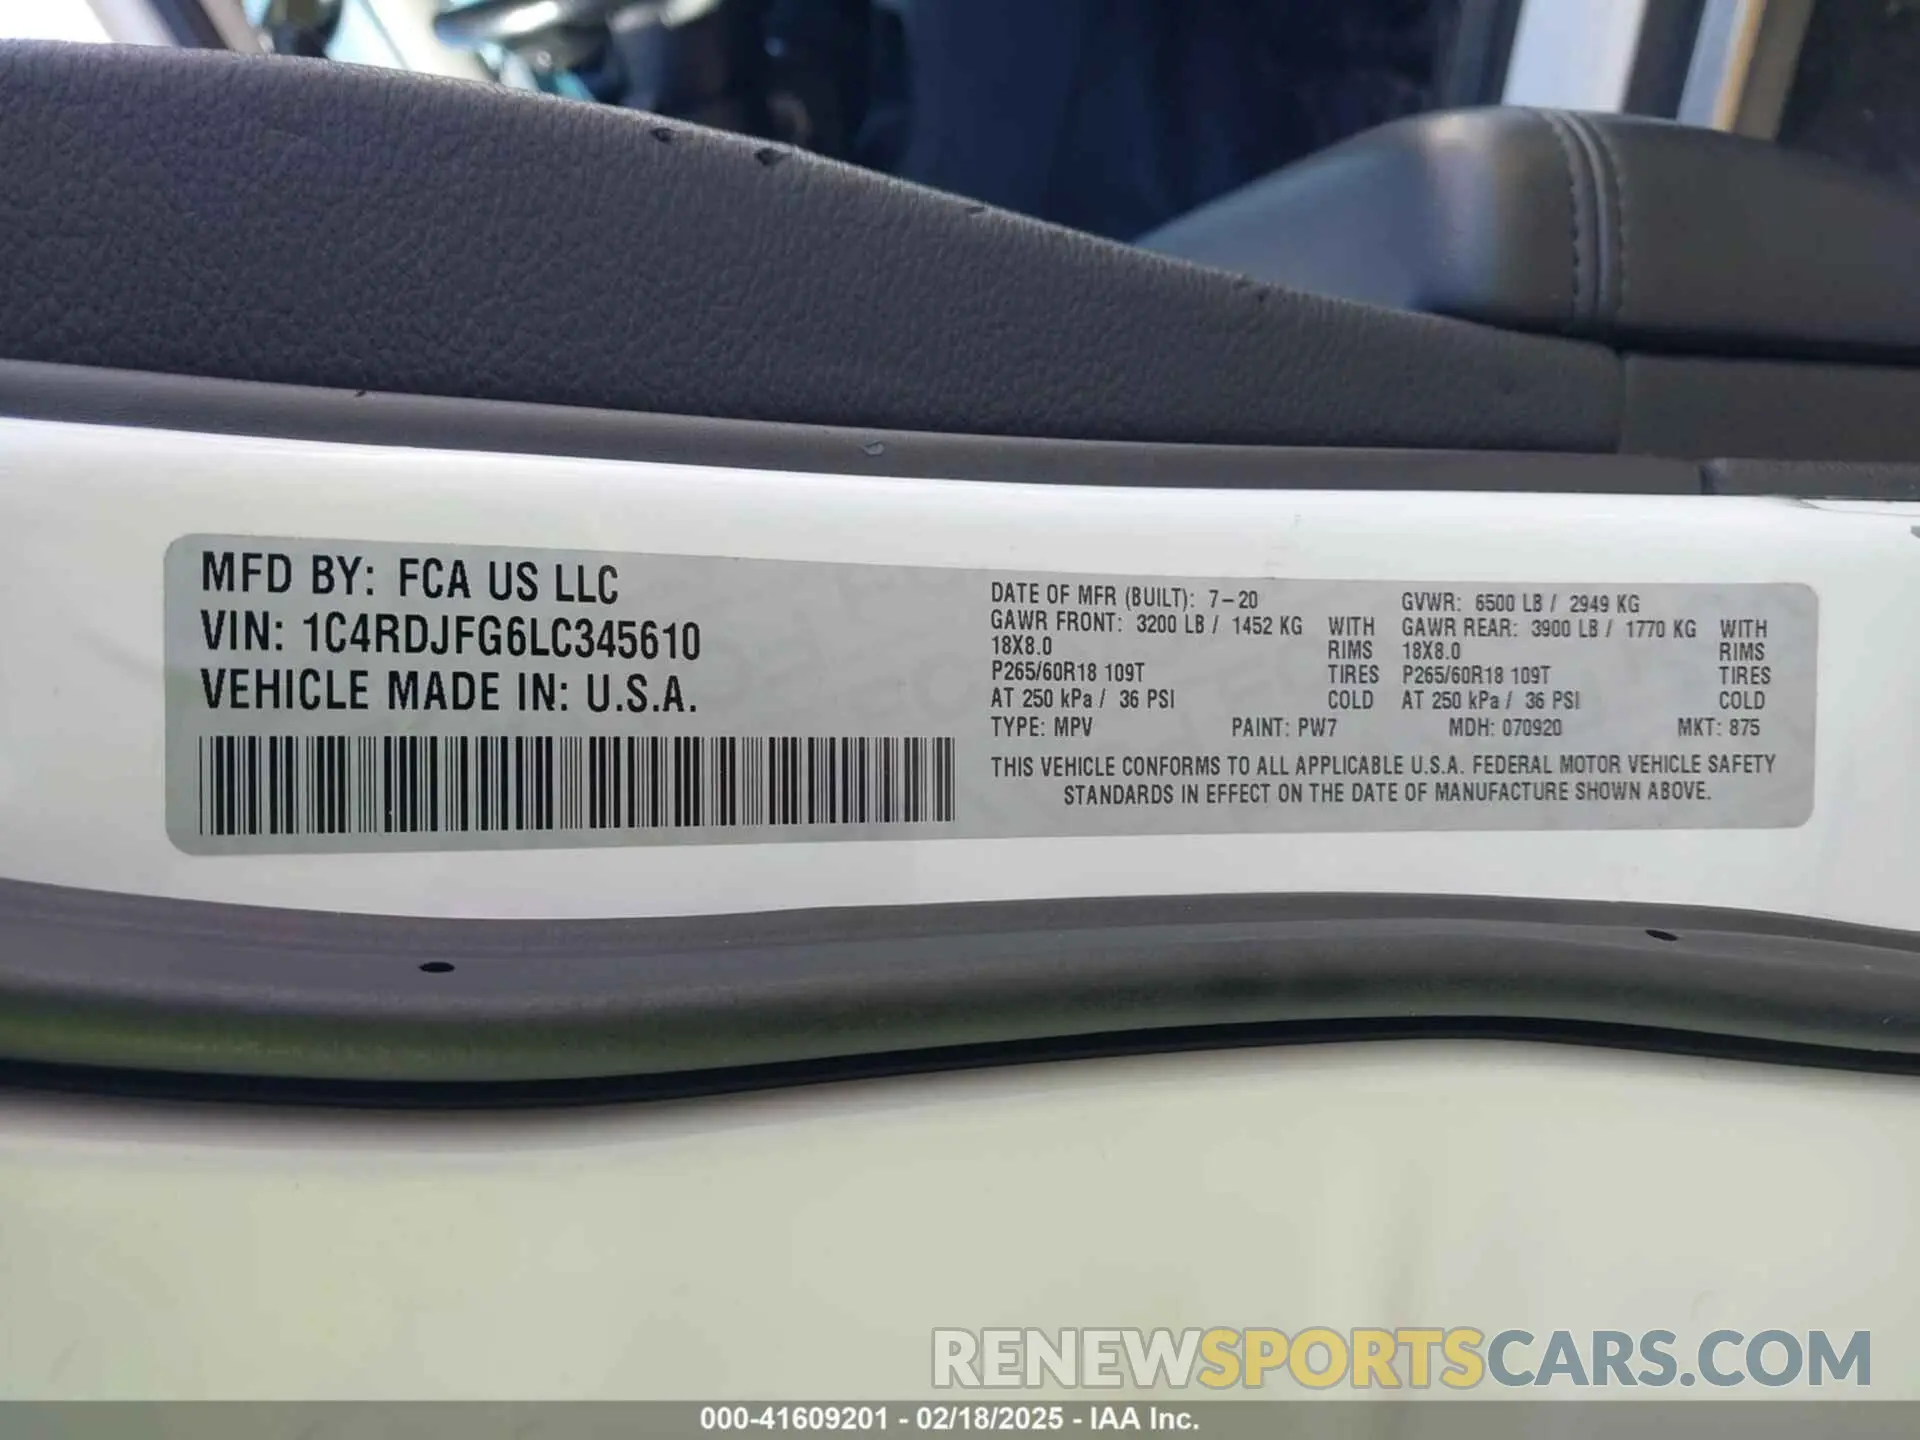 MFD BY: FCA US LLC
VIN: 1C4RDJFG6LC345610
VEHICLE MADE IN: U.S.A.
DATE OF MFR (BUILT): 7-20 GVWR: 6500 LB / 2949 KG
GAWR FRONT: 3200 LB / 1452 KG WITH GAWR REAR: 3900 LB / 1770 KG WITH
18X8.0 RIMS 18X8.0 RIMS
P265/60R18 109T TIRES P265/60R18 109T TIRES
AT 250 kPa / 36 PSI COLD AT 250 kPa / 36 PSI COLD
TYPE: MPV PAINT: PW7 MDH: 070920 MKT: 875
THIS VEHICLE CONFORMS TO ALL APPLICABLE U.S.A. FEDERAL MOTOR VEHICLE SAFETY
STANDARDS IN EFFECT ON THE DATE OF MANUFACTURE SHOWN ABOVE.
RENEWSPORTSCARS.COM
000-41609201 - 02/18/2025 - IAA Inc.